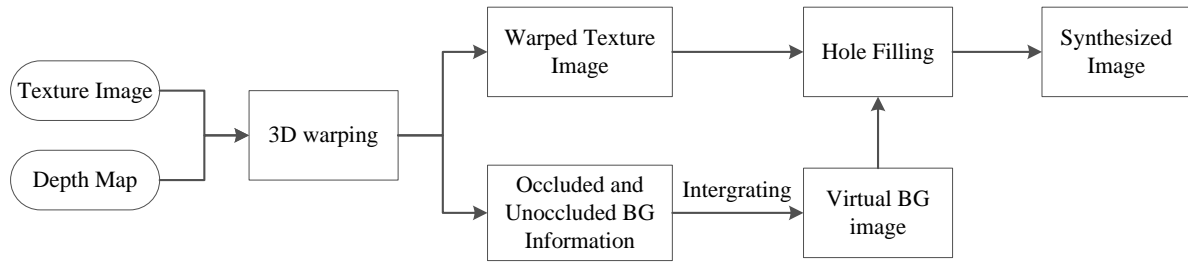 Texture Image
Depth Map
3D warping
Warped Texture
Image
Occluded and
Unoccluded BG
Information
Intergrating
Hole Filling
Virtual BG
image
Synthesized
Image